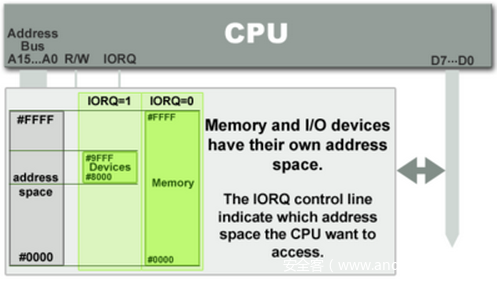 CPU
Address
Bus
A15...A0 R/W IORQ
D7...D0
IORQ=1 IORQ=0
#FFFF
#FFFF
#9FFF
Devices
#8000
address
space
Memory
#0000
#0000
Memory and I/O devices
have their own address
space.
The IORQ control line
indicate which address
space the CPU want to
access.
安全客（www.an